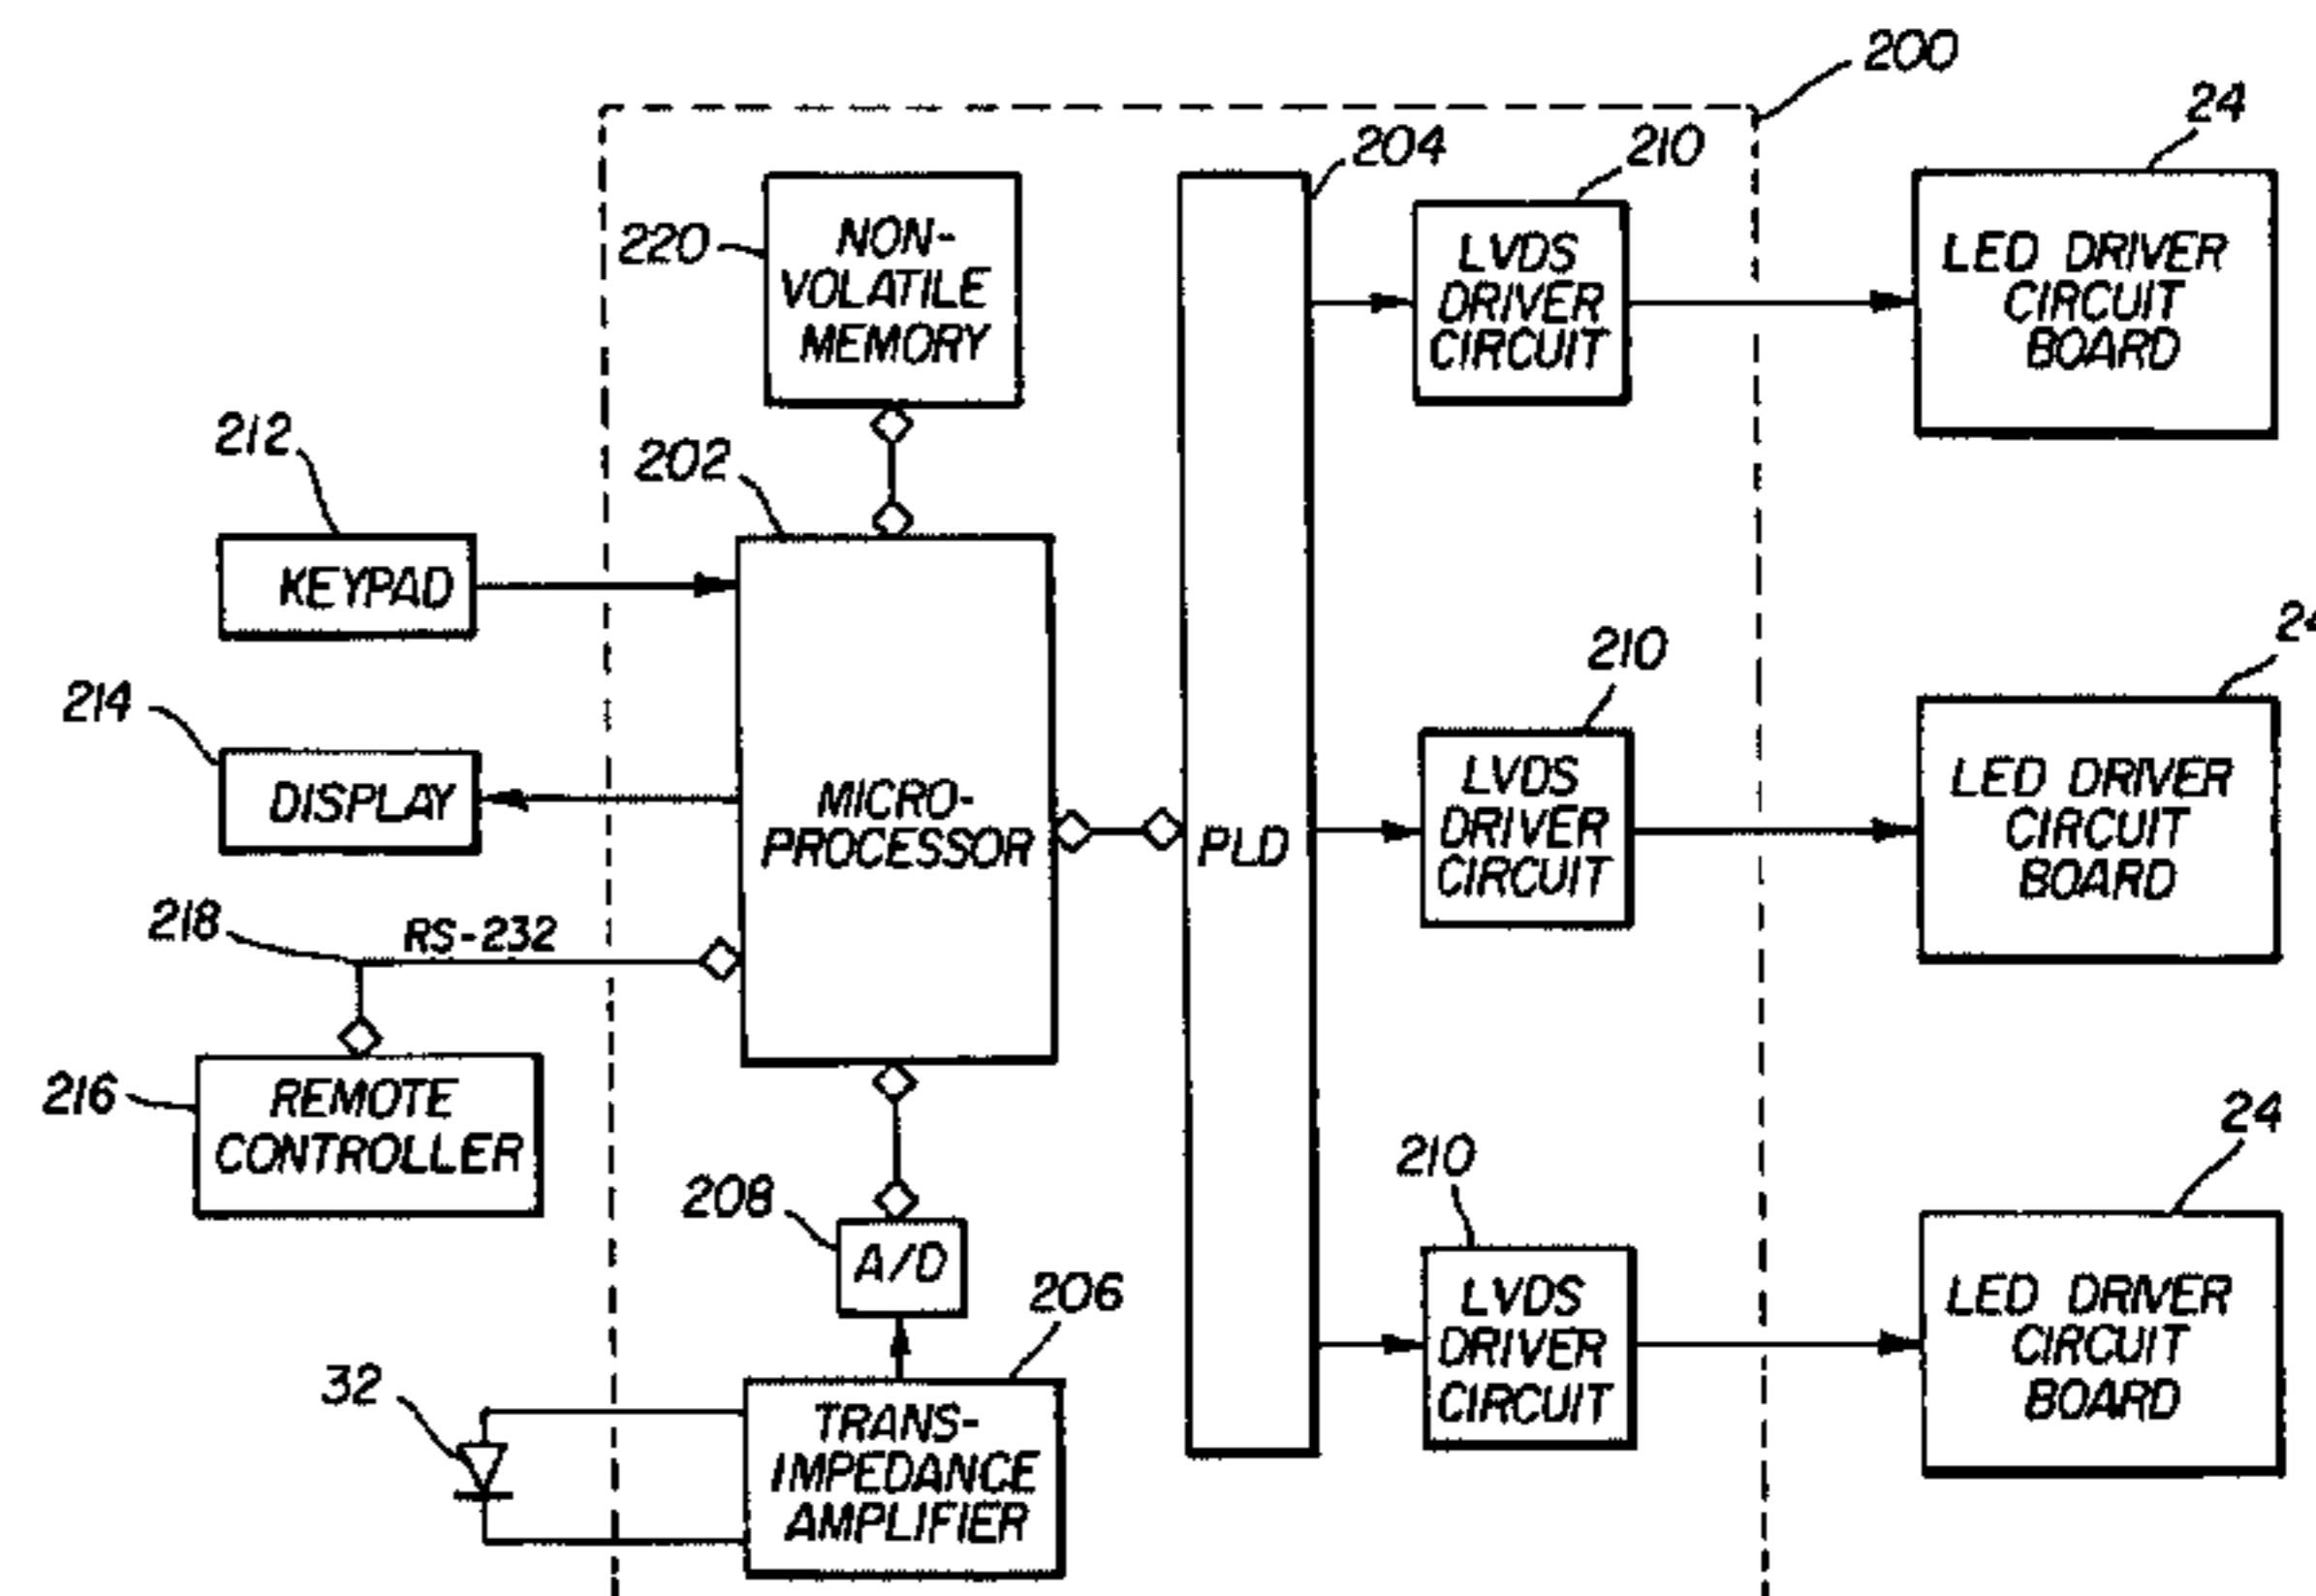 200
24
204
210
220
NON-
VOLATILE
MEMORY
LVDS
DRIVER
CIRCUIT
LED DRIVER
CIRCUIT
BOARD
212
202
KEYPAD
210
214
DISPLAY
MICRO-
PROCESSOR
PLD
LVDS
DRIVER
CIRCUIT
LED DRIVER
CIRCUIT
BOARD
218
RS-232
216
REMOTE
CONTROLLER
208
A/D
210
24
206
LVDS
DRIVER
CIRCUIT
LED DRIVER
CIRCUIT
BOARD
32
TRANS-
IMPEDANCE
AMPLIFIER